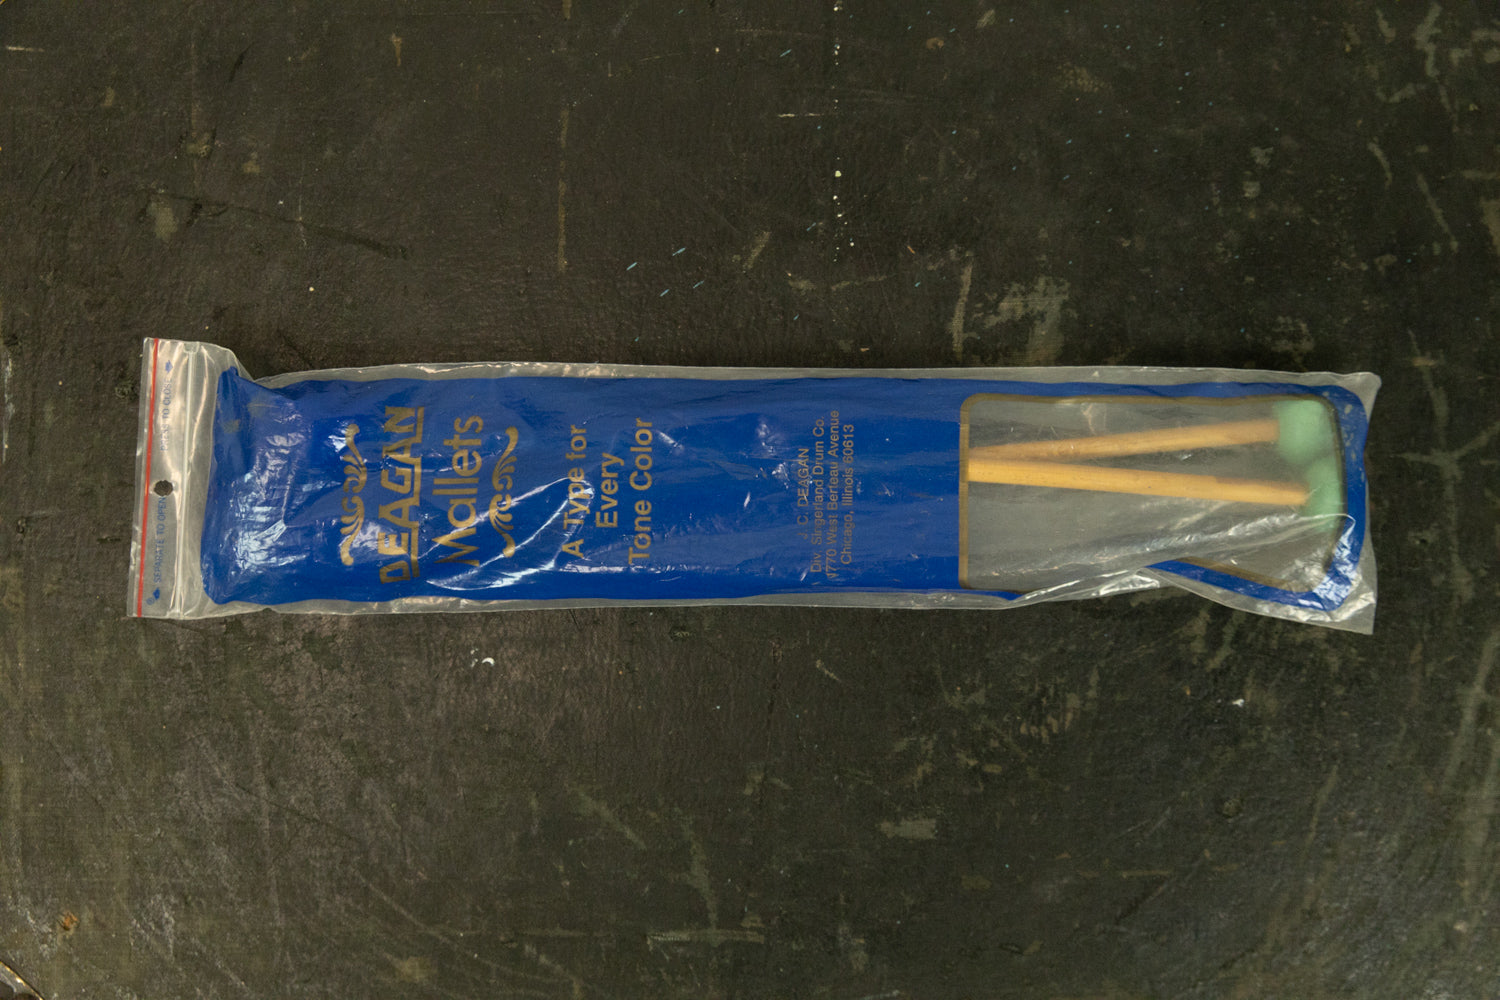 PRESS TO CLOSE
SEPARATE TO OPEN
DEAGAN
Mallets
A Type for
Every
Tone Color
J. C. DEAGAN
Div. Slingerland Drum Co.
1770 West Berteau Avenue
Chicago, Illinois 60613